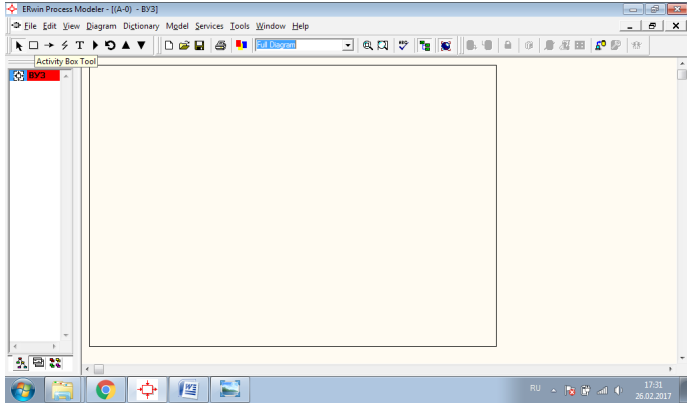 ERwin Process Modeler - [(A-0) - ВУЗ]
File Edit View Diagram Dictionary Model Services Tools Window Help
T Full Diagram
Activity Box Tool
ВУЗ
RU 17:31
26.02.2017